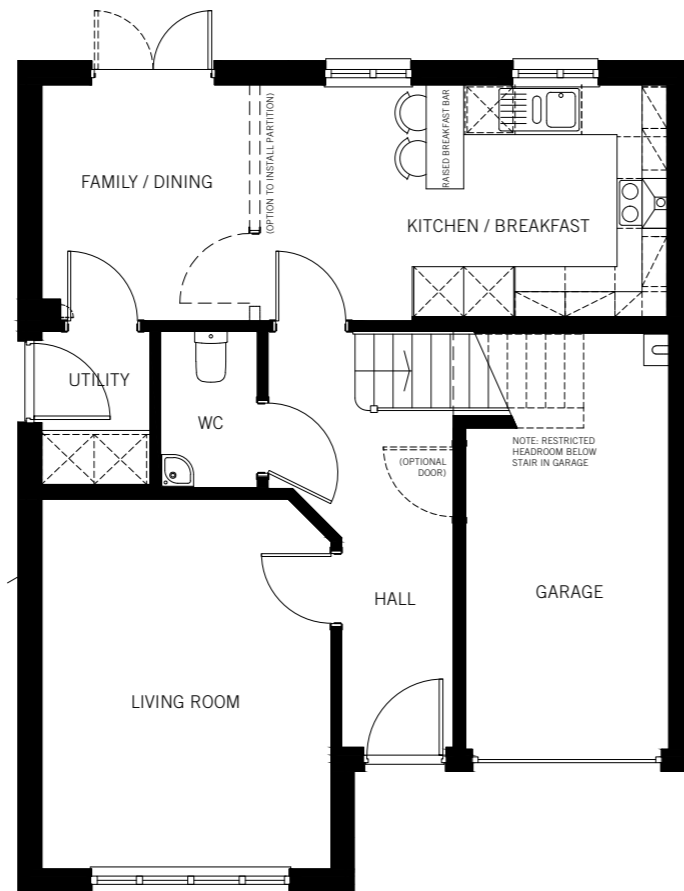 (OPTION TO INSTALL PARTITION)
RAISED BREAKFAST BAR
FAMILY / DINING
KITCHEN / BREAKFAST
UTILITY
WC
(OPTIONAL
DOOR)
NOTE: RESTRICTED
HEADROOM BELOW
STAIR IN GARAGE
HALL
GARAGE
LIVING ROOM